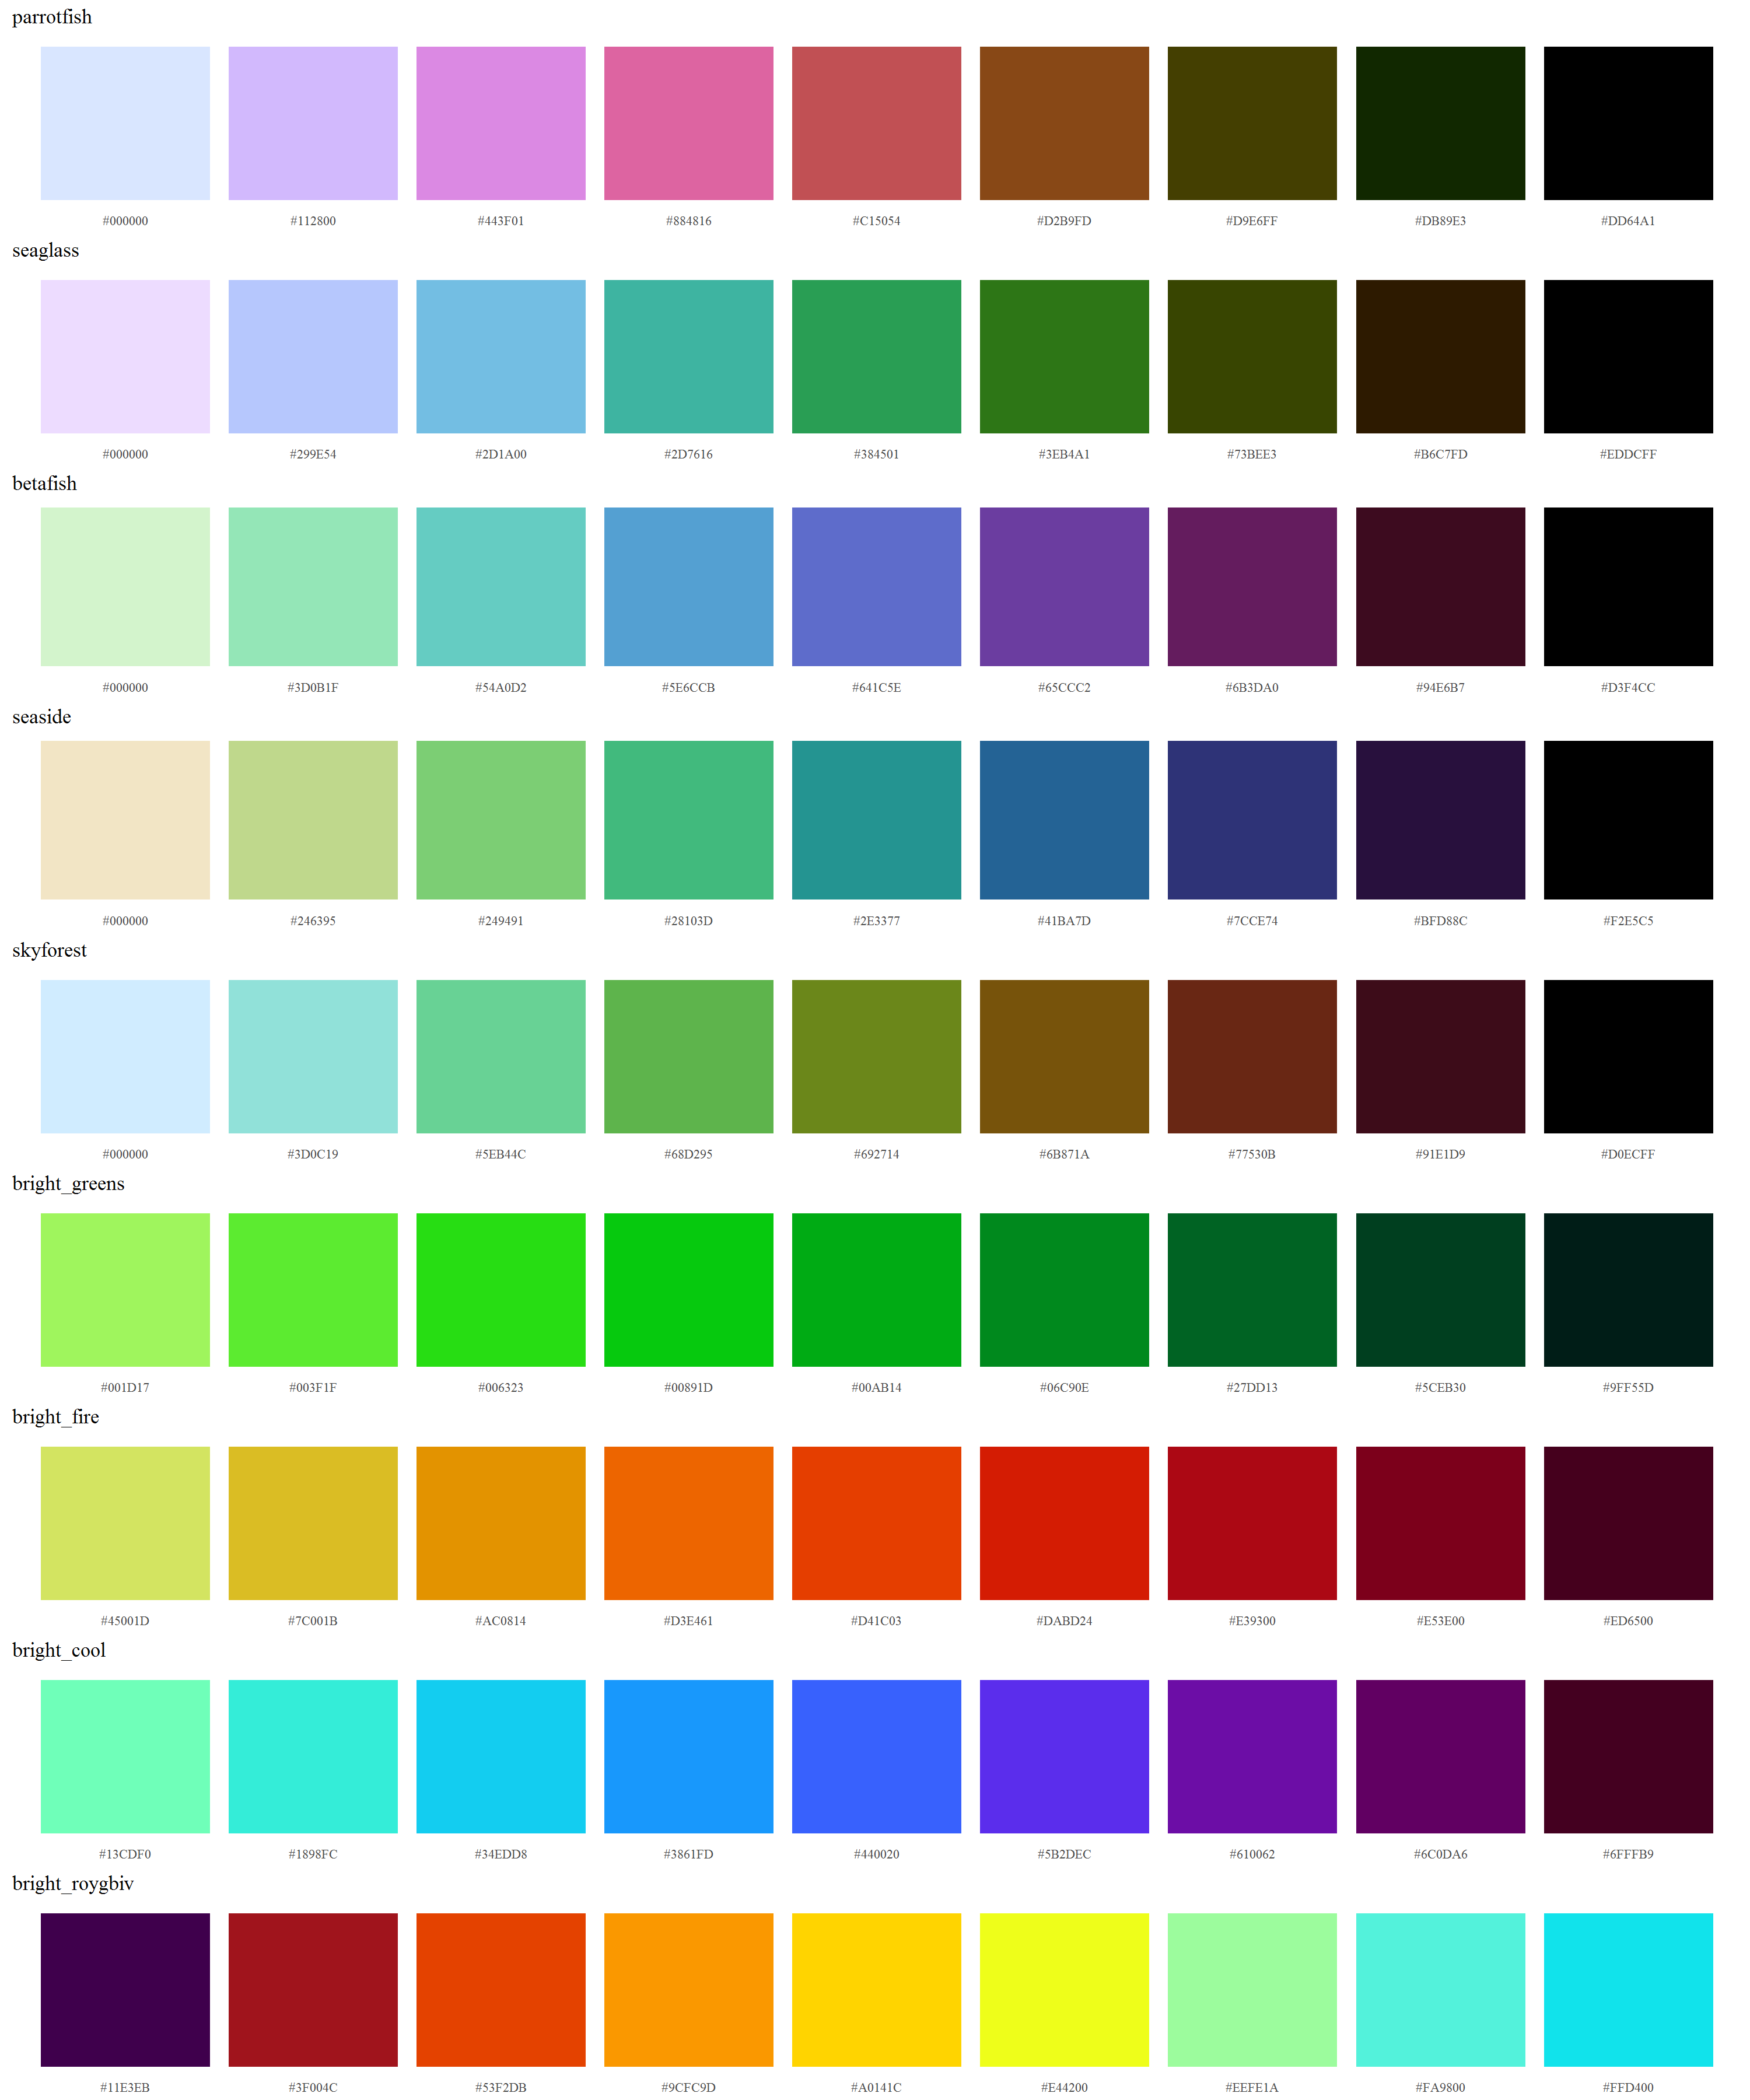 parrotfish
#000000 #112800 #443F01 #884816 #C15054 #D2B9FD #D9E6FF #DB89E3 #DD64A1
seaglass
#000000 #299E54 #2D1A00 #2D7616 #384501 #3EB4A1 #73BEE3 #B6C7FD #EDDCFF
betafish
#000000 #3D0B1F #54A0D2 #5E6CCB #641C5E #65CCC2 #6B3DA0 #94E6B7 #D3F4CC
seaside
#000000 #246395 #249491 #28103D #2E3377 #41BA7D #7CCE74 #BFD88C #F2E5C5
skyforest
#000000 #3D0C19 #5EB44C #68D295 #692714 #6B871A #77530B #91E1D9 #D0ECFF
bright_greens
#001D17 #003F1F #006323 #00891D #00AB14 #06C90E #27DD13 #5CEB30 #9FF55D
bright_fire
#45001D #7C001B #AC0814 #D3E461 #D41C03 #DABD24 #E39300 #E53E00 #ED6500
bright_cool
#13CDF0 #1898FC #34EDD8 #3861FD #440020 #5B2DEC #610062 #6C0DA6 #6FFFB9
bright_roygbiv
#11E3EB #3F004C #53F2DB #9CFC9D #A0141C #E44200 #EEFE1A #FA9800 #FFD400